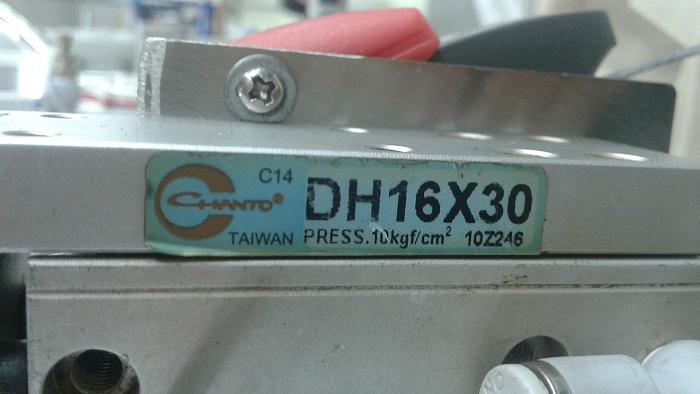 C14
CHANTO®
TAIWAN
DH16X30
PRESS.10kgf/cm² 10Z246